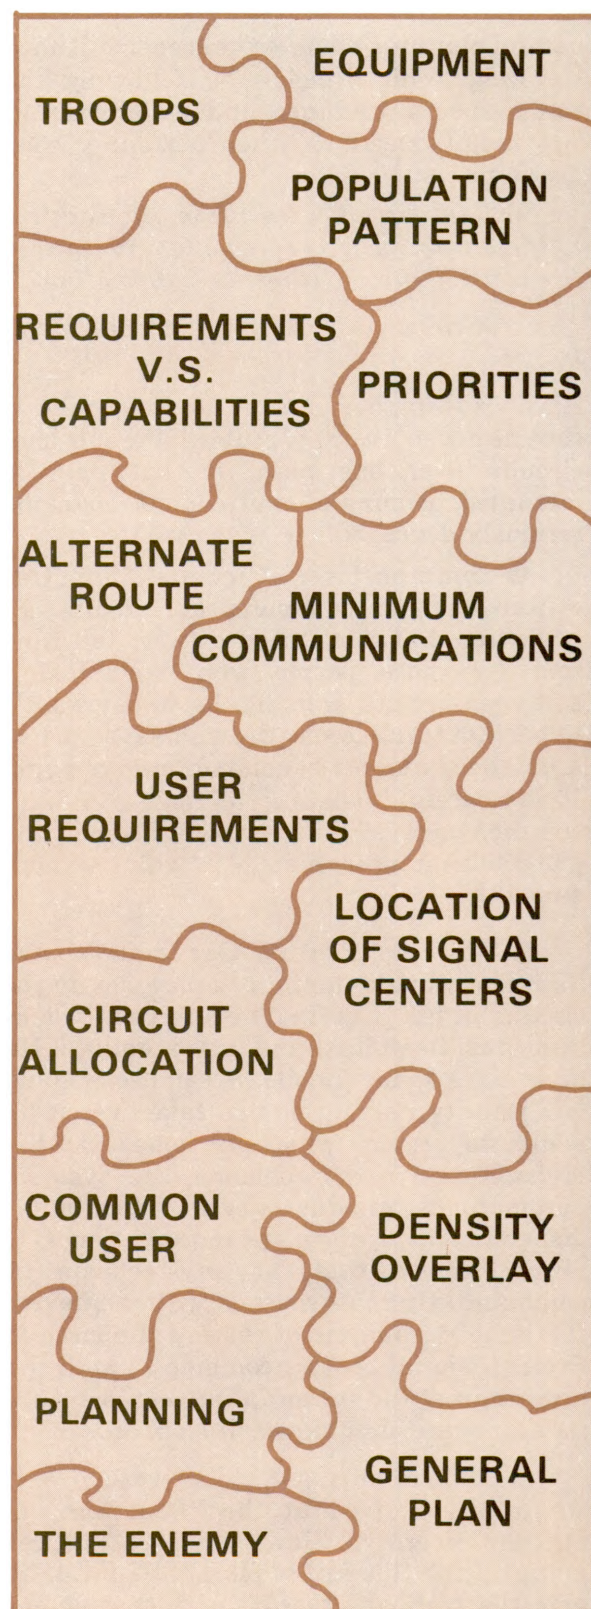 EQUIPMENT
TROOPS
POPULATION
PATTERN
REQUIREMENTS
V.S.
CAPABILITIES
PRIORITIES
ALTERNATE
ROUTE
MINIMUM
COMMUNICATIONS
USER
REQUIREMENTS
LOCATION
OF SIGNAL
CENTERS
CIRCUIT
ALLOCATION
COMMON
USER
DENSITY
OVERLAY
PLANNING
GENERAL
PLAN
THE ENEMY